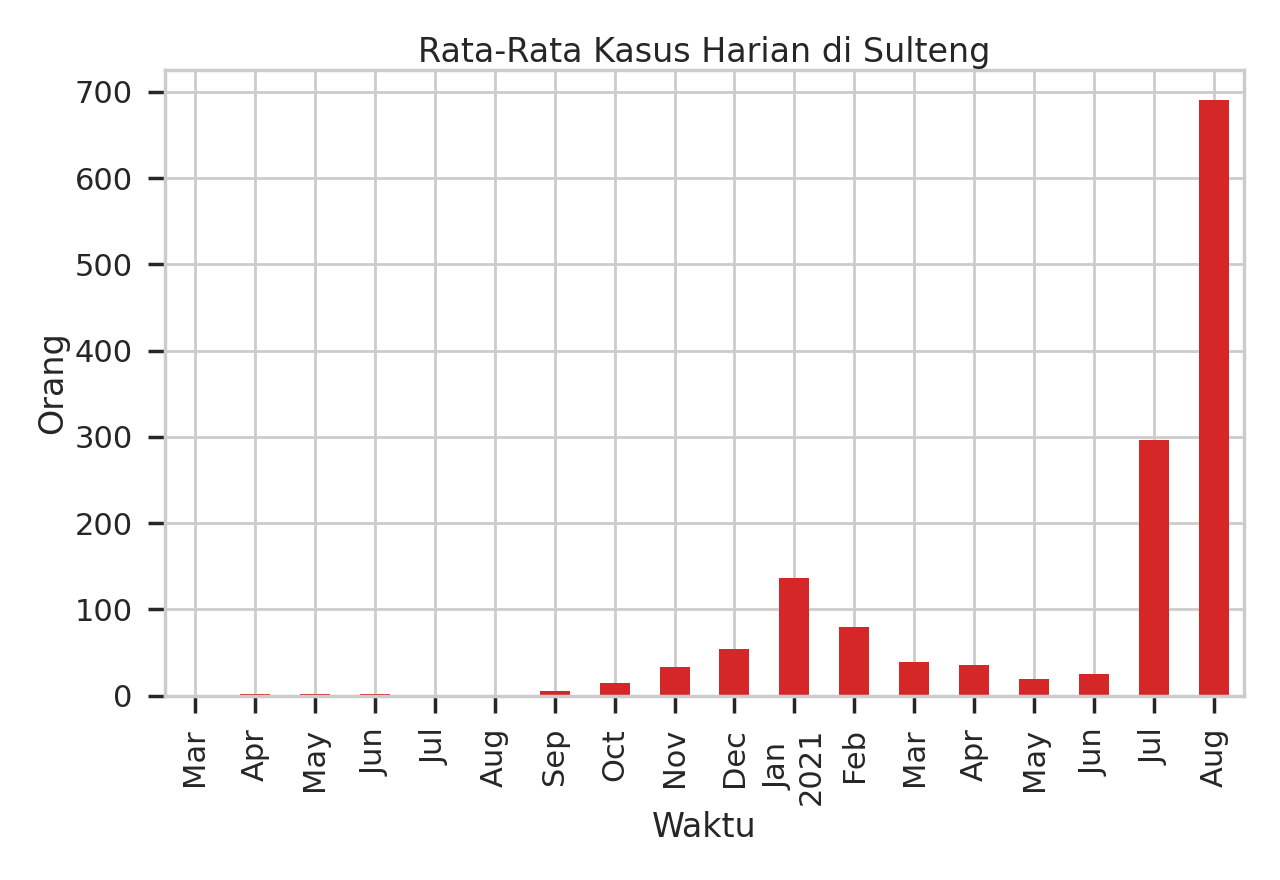 Rata-Rata Kasus Harian di Sulteng
700
600
500
400
300
200
100
0
Orang
Mar
Apr
May
Jun
Jul
Aug
Sep
Oct
Nov
Dec
Jan
2021
Feb
Mar
Apr
May
Jun
Jul
Aug
Waktu